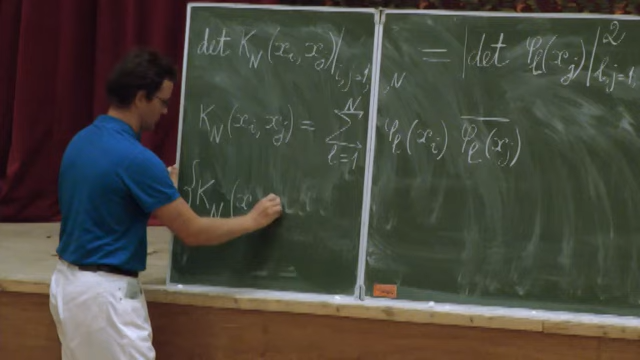 det K_N(x_i, x_j)|_{i,j=1, ..., N} = |det φ_ℓ(x_j)|^2_{ℓ,j=1
K_N(x_i, x_j) = \sum_{ℓ=1}^{N} φ_ℓ(x_i) \overline{φ_ℓ(x_j)}
{K_N(x